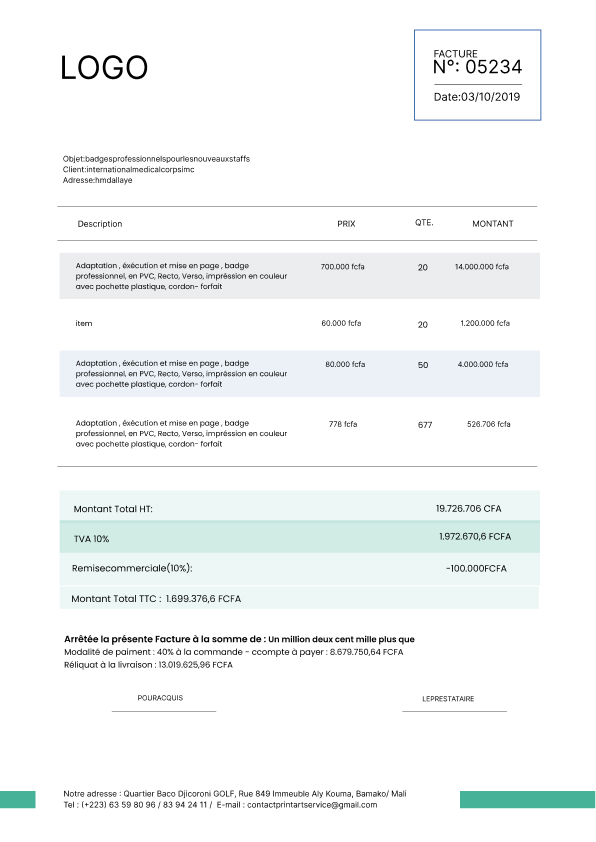 LOGO
FACTURE
N°: 05234
Date:03/10/2019
Objet:badgesprofessionnelspourlesnouveauxstaffs
Client:internationalmedicalcorpsimc
Adresse:hmdallaye
Description PRIX QTE. MONTANT
Adaptation , éxécution et mise en page , badge
professionnel, en PVC, Recto, Verso, impréssion en couleur
avec pochette plastique, cordon- forfait
700.000 fcfa 20 14.000.000 fcfa
item 60.000 fcfa 20 1.200.000 fcfa
Adaptation , éxécution et mise en page , badge
professionnel, en PVC, Recto, Verso, impréssion en couleur
avec pochette plastique, cordon- forfait
80.000 fcfa 50 4.000.000 fcfa
Adaptation , éxécution et mise en page , badge
professionnel, en PVC, Recto, Verso, impréssion en couleur
avec pochette plastique, cordon- forfait
778 fcfa 677 526.706 fcfa
Montant Total HT: 19.726.706 CFA
TVA 10% 1.972.670,6 FCFA
Remisecommerciale(10%): -100.000FCFA
Montant Total TTC : 1.699.376,6 FCFA
Arrêtée la présente Facture à la somme de : Un million deux cent mille plus que
Modalité de paiment : 40% à la commande - ccompte à payer : 8.679.750,64 FCFA
Réliquat à la livraison : 13.019.625,96 FCFA
POURACQUIS LEPRESTATAIRE
Notre adresse : Quartier Baco Djicoroni GOLF, Rue 849 Immeuble Aly Kouma, Bamako/ Mali
Tel : (+223) 63 59 80 96 / 83 94 24 11 / E-mail : contactprintartservice@gmail.com